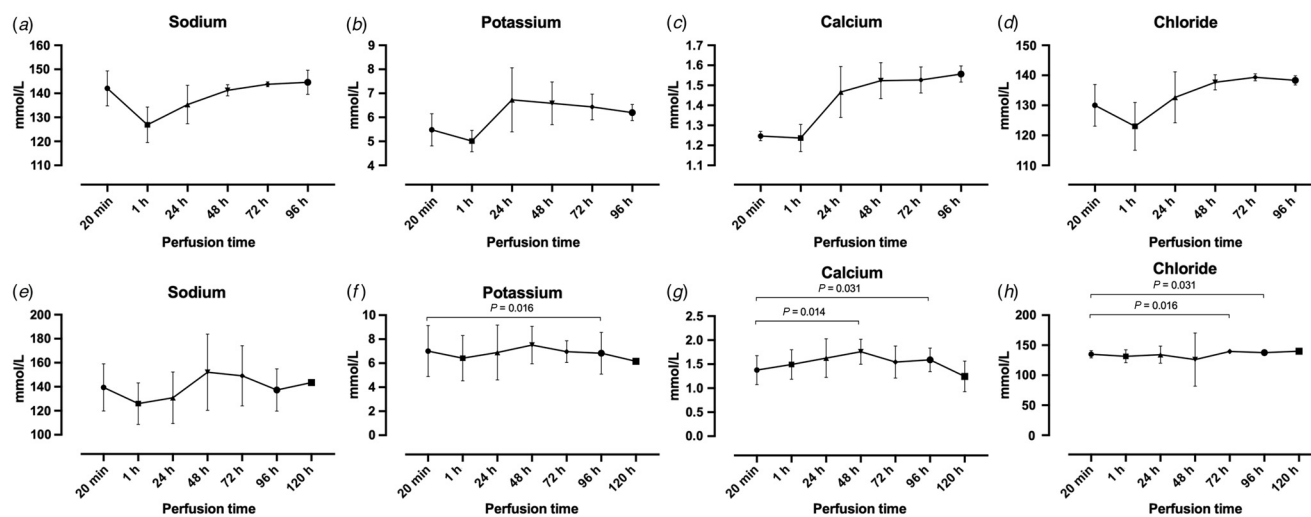 (a) Sodium
mmol/L
160
150
140
130
120
110
20 min
1 h
24 h
48 h
72 h
96 h
Perfusion time
(b) Potassium
mmol/L
9
8
7
6
5
4
20 min
1 h
24 h
48 h
72 h
96 h
Perfusion time
(c) Calcium
mmol/L
1.7
1.6
1.5
1.4
1.3
1.2
1.1
20 min
1 h
24 h
48 h
72 h
96 h
Perfusion time
(d) Chloride
mmol/L
150
140
130
120
110
20 min
1 h
24 h
48 h
72 h
96 h
Perfusion time
(e) Sodium
mmol/L
200
180
160
140
120
100
20 min
1 h
24 h
48 h
72 h
96 h
120 h
Perfusion time
(f) Potassium
P = 0.016
mmol/L
10
8
6
4
2
0
20 min
1 h
24 h
48 h
72 h
96 h
120 h
Perfusion time
(g) Calcium
P = 0.031
P = 0.014
mmol/L
2.5
2.0
1.5
1.0
0.5
0.0
20 min
1 h
24 h
48 h
72 h
96 h
120 h
Perfusion time
(h) Chloride
P = 0.031
P = 0.016
mmol/L
200
150
100
50
0
20 min
1 h
24 h
48 h
72 h
96 h
120 h
Perfusion time